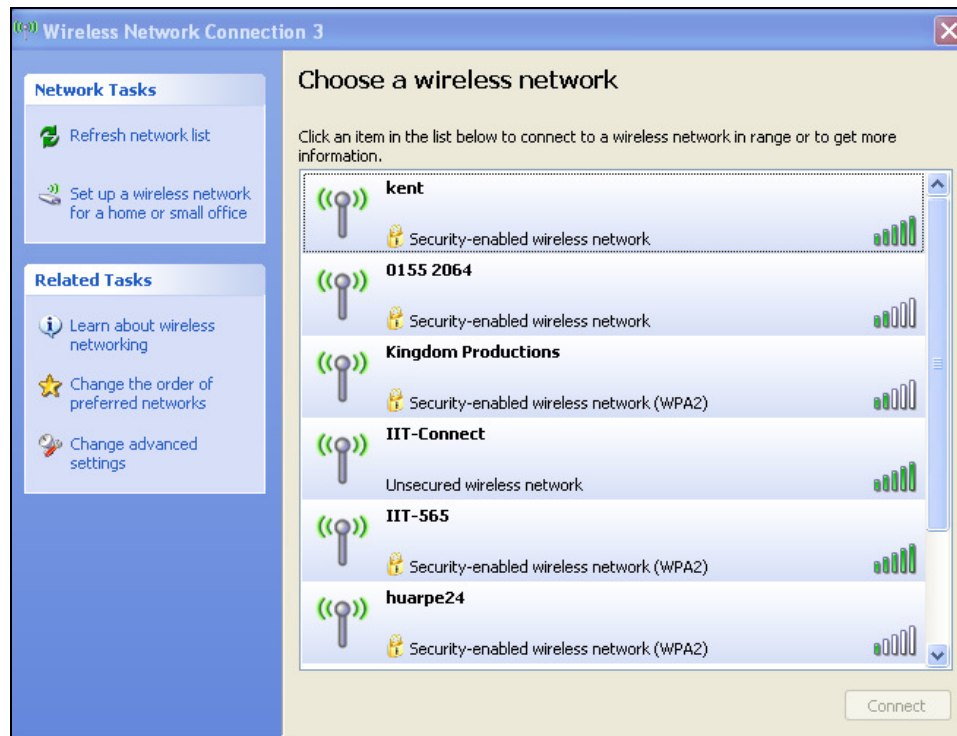 Wireless Network Connection 3
Network Tasks
Refresh network list
Set up a wireless network
for a home or small office
Related Tasks
Learn about wireless
networking
Change the order of
preferred networks
Change advanced
settings
Choose a wireless network
Click an item in the list below to connect to a wireless network in range or to get more
information.
kent
Security-enabled wireless network
0155 2064
Security-enabled wireless network
Kingdom Productions
Security-enabled wireless network (WPA2)
IIT-Connect
Unsecured wireless network
IIT-565
Security-enabled wireless network (WPA2)
huarpe24
Security-enabled wireless network (WPA2)
Connect